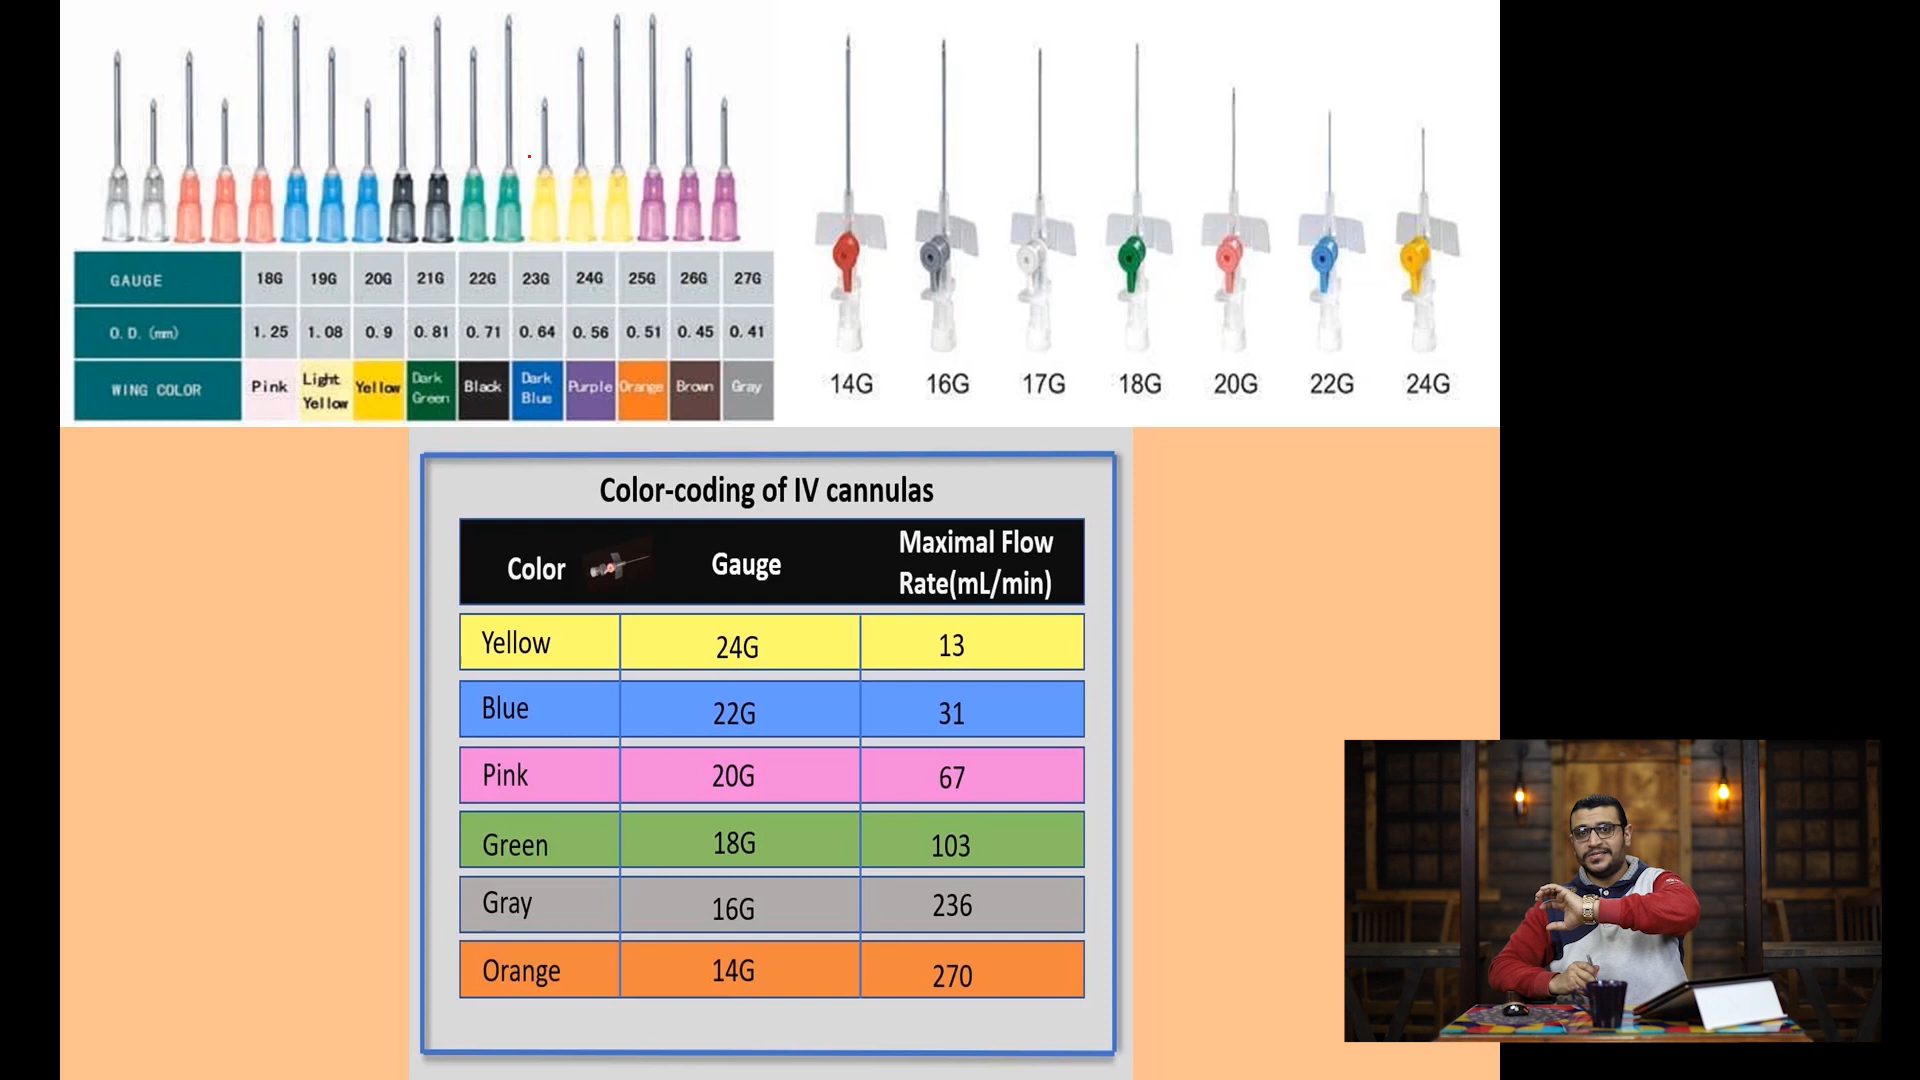 GAUGE 18G 19G 20G 21G 22G 23G 24G 25G 26G 27G
O.D. (mm) 1.25 1.08 0.9 0.81 0.71 0.64 0.56 0.51 0.45 0.41
WING COLOR Pink Light Yellow Yellow Dark Green Black Dark Blue Purple Orange Brown Gray
14G 16G 17G 18G 20G 22G 24G
Color-coding of IV cannulas
Color Gauge Maximal Flow Rate(mL/min)
Yellow 24G 13
Blue 22G 31
Pink 20G 67
Green 18G 103
Gray 16G 236
Orange 14G 270